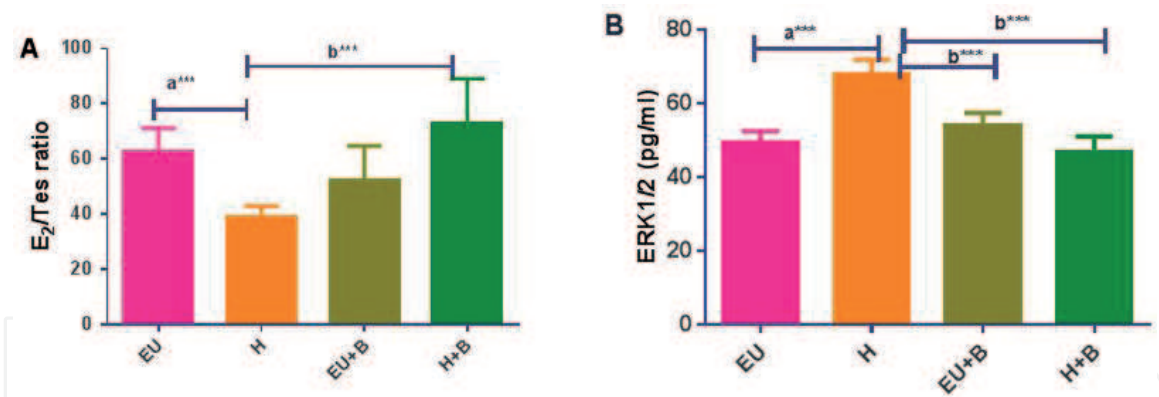 A
E2/Tes ratio
100
80
60
40
20
0
a***
b***
EU
H
EU+B
H+B
B
ERK1/2 (pg/ml)
80
60
40
20
0
a***
b***
b***
EU
H
EU+B
H+B